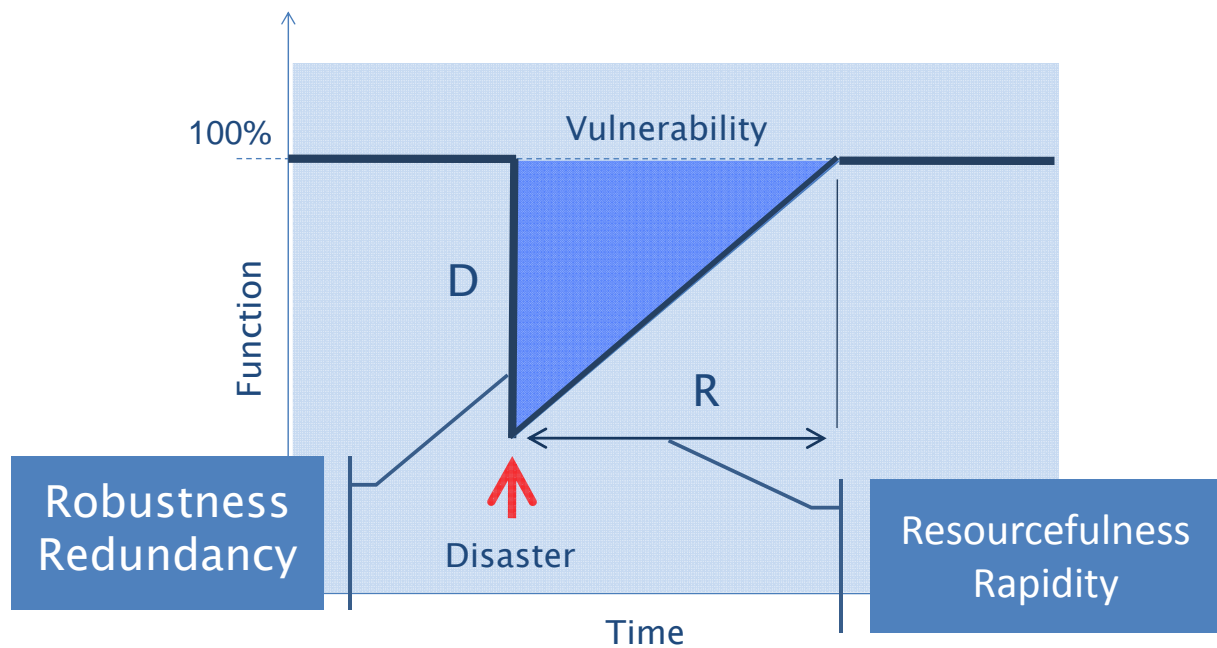 100%
Vulnerability
Function
D
R
Robustness
Redundancy
Disaster
Resourcefulness
Rapidity
Time